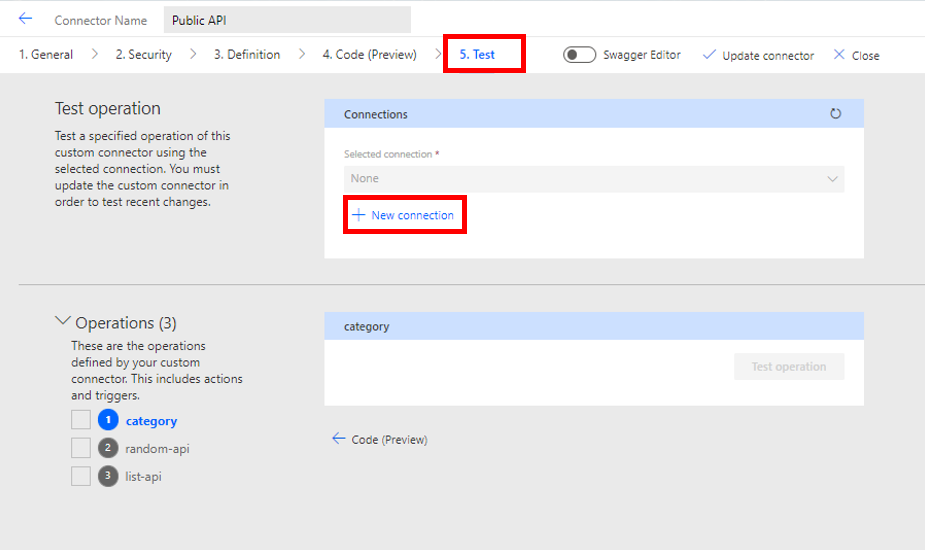 Connector Name
Public API
1. General
2. Security
3. Definition
4. Code (Preview)
5. Test
Swagger Editor
Update connector
Close
Test operation
Test a specified operation of this
custom connector using the
selected connection. You must
update the custom connector in
order to test recent changes.
Connections
Selected connection *
None
New connection
Operations (3)
These are the operations
defined by your custom
connector. This includes actions
and triggers.
1 category
2 random-api
3 list-api
category
Test operation
Code (Preview)